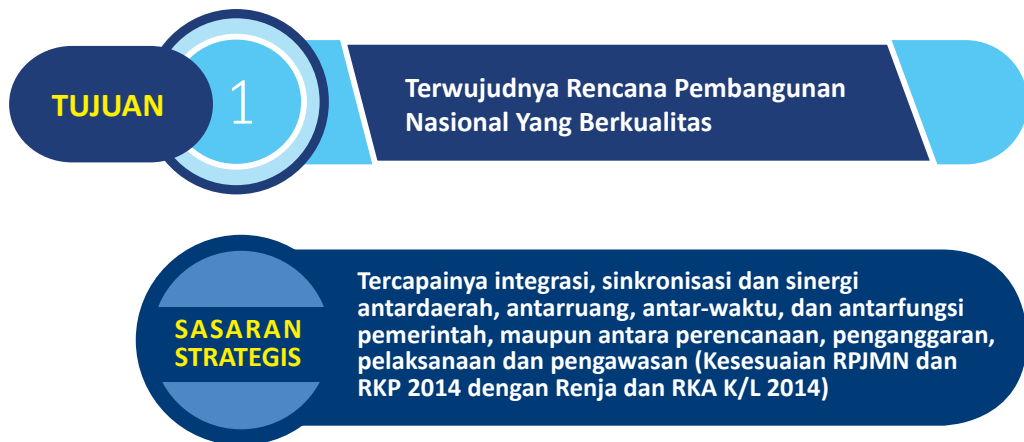 TUJUAN
1
Terwujudnya Rencana Pembangunan
Nasional Yang Berkualitas
SASARAN
STRATEGIS
Tercapainya integrasi, sinkronisasi dan sinergi
antardaerah, antarruang, antar-waktu, dan antarfungsi
pemerintah, maupun antara perencanaan, penganggaran,
pelaksanaan dan pengawasan (Kesesuaian RPJMN dan
RKP 2014 dengan Renja dan RKA K/L 2014)